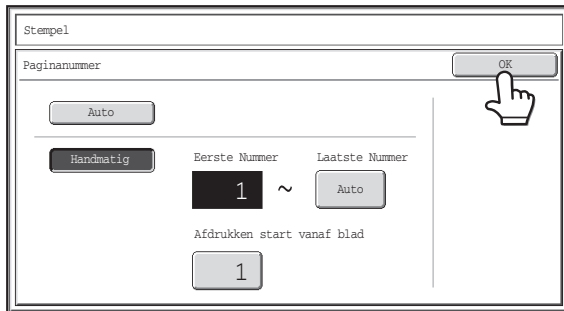 Stempel
Paginanummer OK
Auto
Handmatig Eerste Nummer Laatste Nummer
1 ~ Auto
Afdrukken start vanaf blad
1